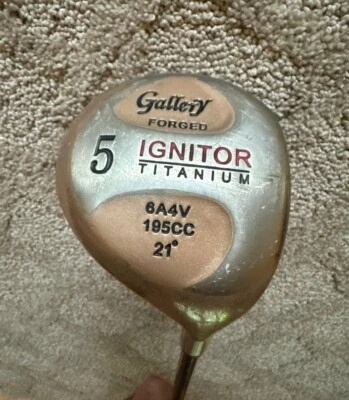 Gallery
FORGED
5 IGNITOR
TITANIUM
6A4V
195CC
21°